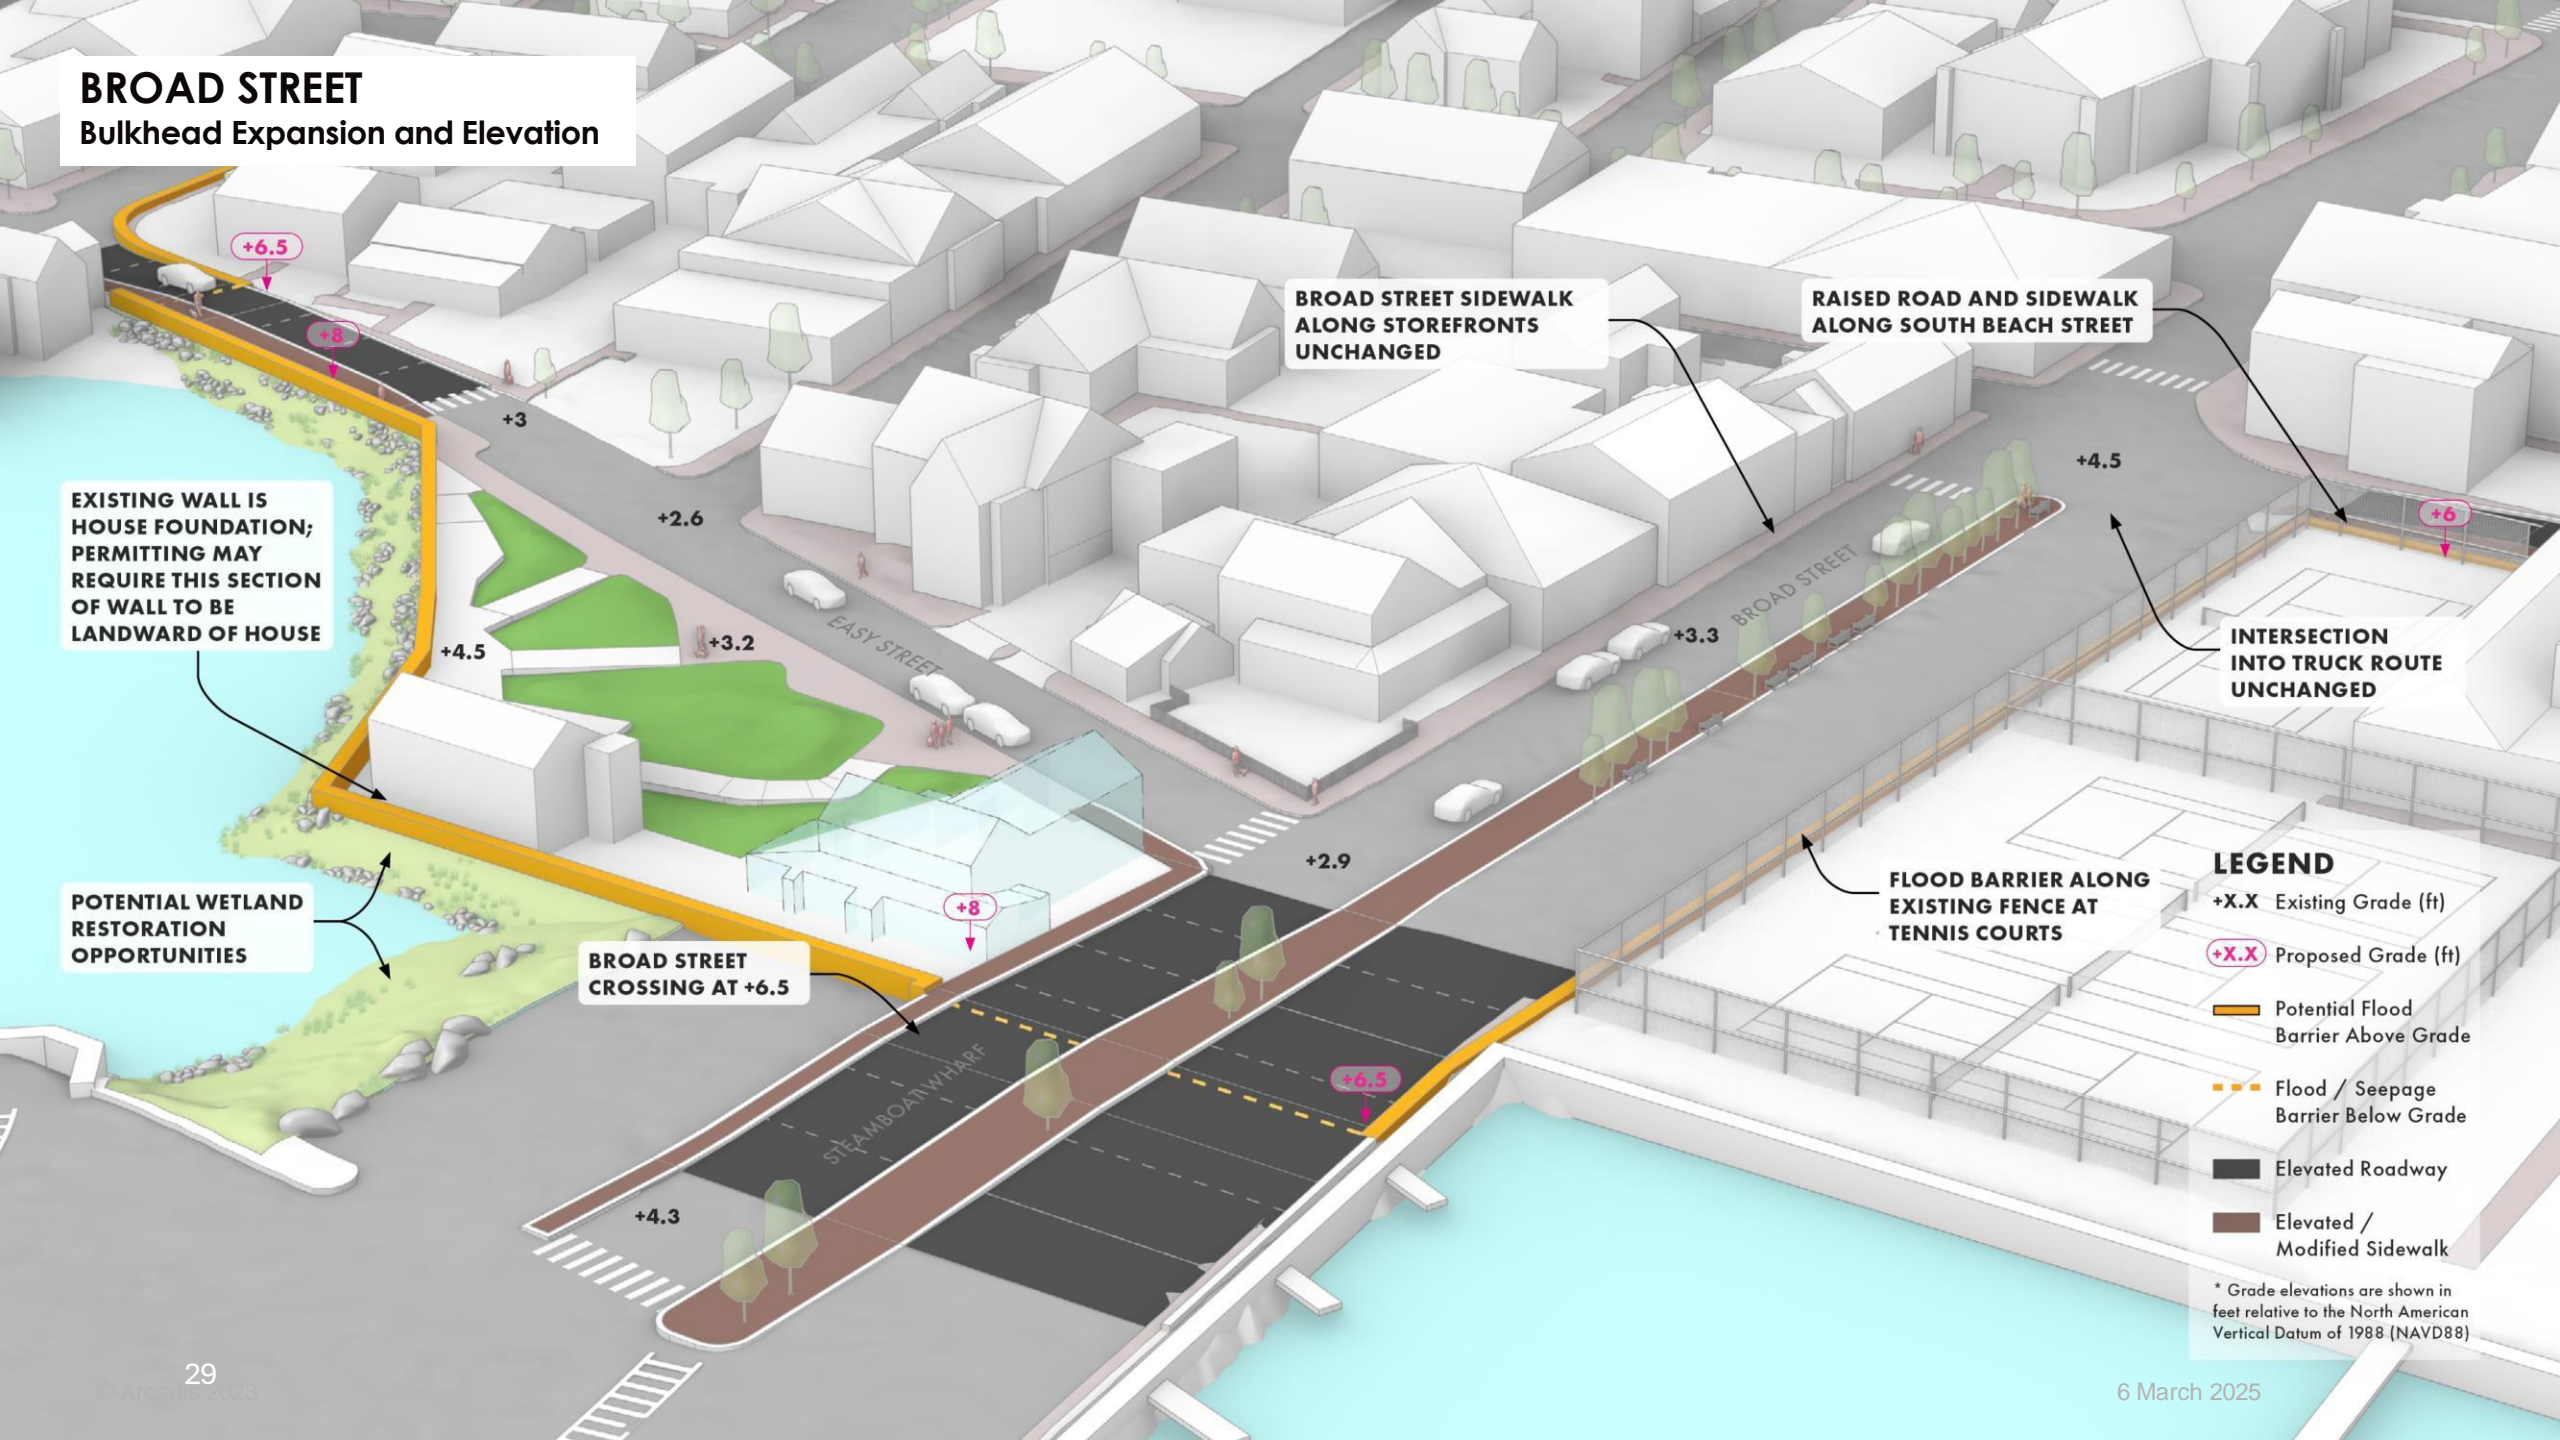 BROAD STREET
Bulkhead Expansion and Elevation
+6.5
+8
+3
+2.6
BROAD STREET SIDEWALK
ALONG STOREFRONTS
UNCHANGED
RAISED ROAD AND SIDEWALK
ALONG SOUTH BEACH STREET
+4.5
+6
EXISTING WALL IS
HOUSE FOUNDATION;
PERMITTING MAY
REQUIRE THIS SECTION
OF WALL TO BE
LANDWARD OF HOUSE
+4.5
+3.2
EASY STREET
BROAD STREET
+3.3
INTERSECTION
INTO TRUCK ROUTE
UNCHANGED
+2.9
+8
POTENTIAL WETLAND
RESTORATION
OPPORTUNITIES
BROAD STREET
CROSSING AT +6.5
FLOOD BARRIER ALONG
EXISTING FENCE AT
TENNIS COURTS
STEAMBOAT WHARF
+6.5
+4.3
LEGEND
+X.X Existing Grade (ft)
+X.X Proposed Grade (ft)
Potential Flood
Barrier Above Grade
Flood / Seepage
Barrier Below Grade
Elevated Roadway
Elevated /
Modified Sidewalk
* Grade elevations are shown in
feet relative to the North American
Vertical Datum of 1988 (NAVD88)
29
© Arcadis 2023
6 March 2025